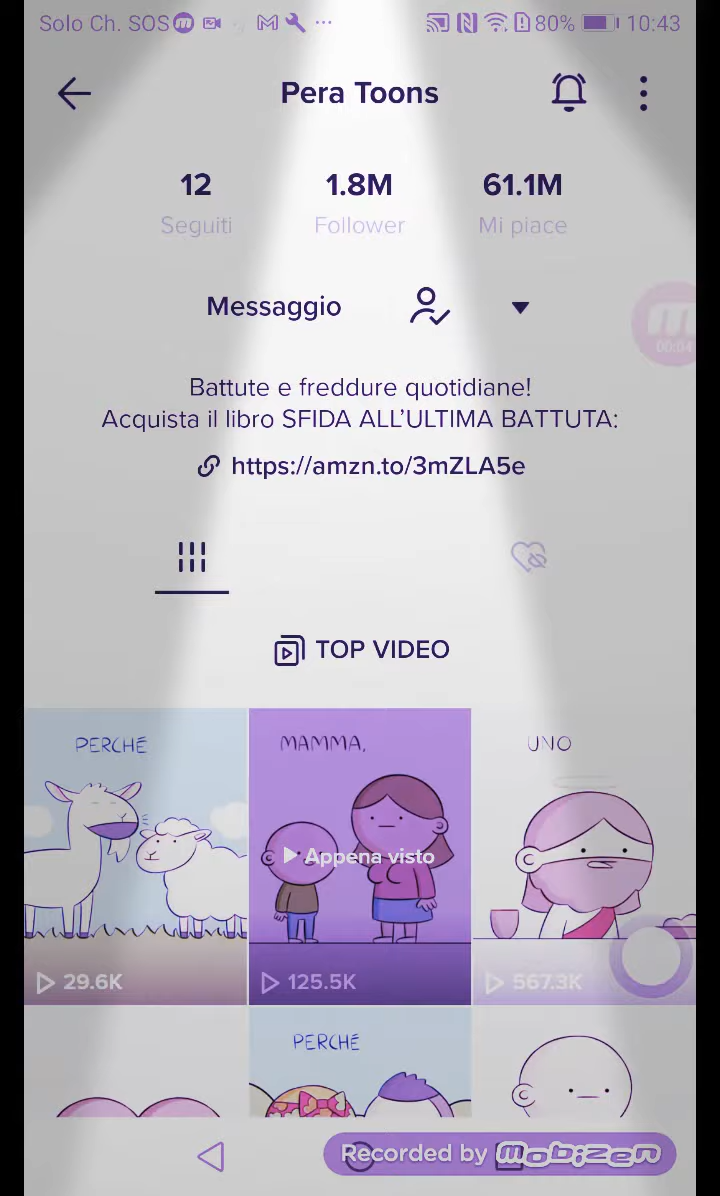 Solo Ch. SOS 80% 10:43
Pera Toons
12 1.8M 61.1M
Seguiti Follower Mi piace
Messaggio
00:04
Battute e freddure quotidiane!
Acquista il libro SFIDA ALL'ULTIMA BATTUTA:
https://amzn.to/3mZLA5e
TOP VIDEO
PERCHÉ MAMMA, UNO
Appena visto
29.6K 125.5K 567.3K
PERCHÉ
Recorded by mobizen